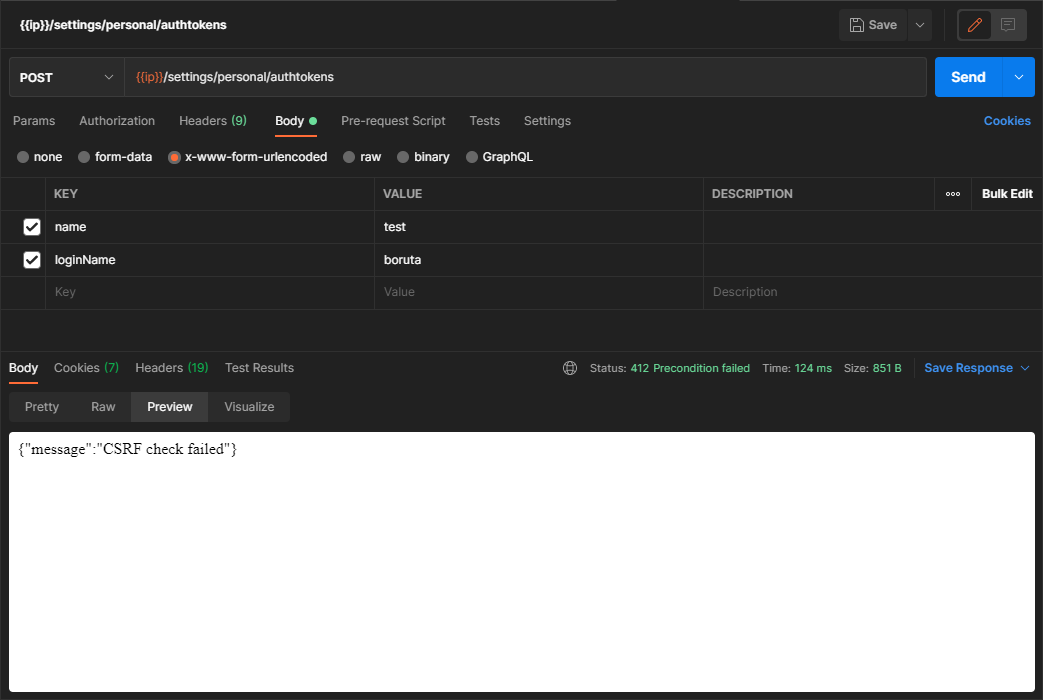 {{ip}}/settings/personal/authtokens
Save
POST
{{ip}}/settings/personal/authtokens
Send
Params Authorization Headers (9) Body Pre-request Script Tests Settings Cookies
none form-data x-www-form-urlencoded raw binary GraphQL
KEY VALUE DESCRIPTION ooo Bulk Edit
name test
loginName boruta
Key Value Description
Body Cookies (7) Headers (19) Test Results Status: 412 Precondition failed Time: 124 ms Size: 851 B Save Response
Pretty Raw Preview Visualize
{"message":"CSRF check failed"}